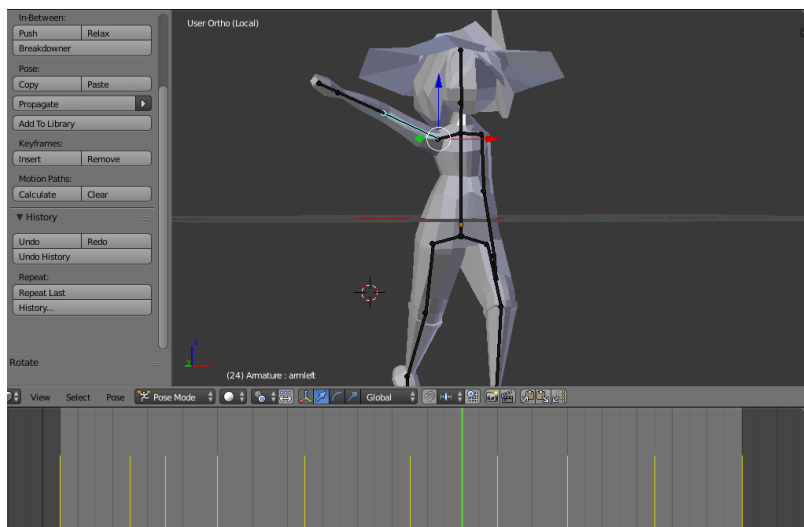 In-Between:
Push Relax
Breakdowner
Pose:
Copy Paste
Propagate
Add To Library
Keyframes:
Insert Remove
Motion Paths:
Calculate Clear
▼ History
Undo Redo
Undo History
Repeat:
Repeat Last
History...
Rotate
User Ortho (Local)
z
(24) Armature : armleft
View Select Pose Pose Mode Global